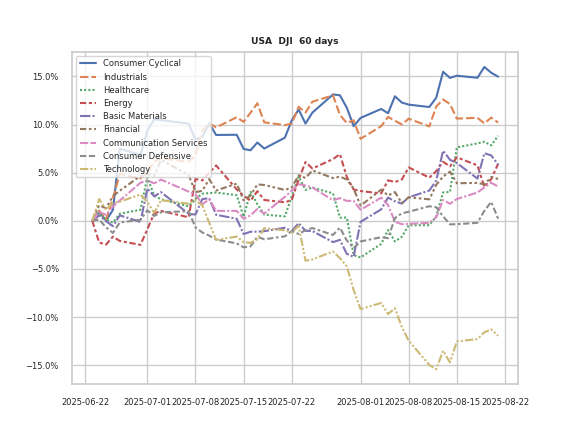 USA DJI 60 days
Consumer Cyclical
Industrials
Healthcare
Energy
Basic Materials
Financial
Communication Services
Consumer Defensive
Technology
15.0%
10.0%
5.0%
0.0%
−5.0%
−10.0%
−15.0%
2025-06-22
2025-07-01
2025-07-08
2025-07-15
2025-07-22
2025-08-01
2025-08-08
2025-08-15
2025-08-22